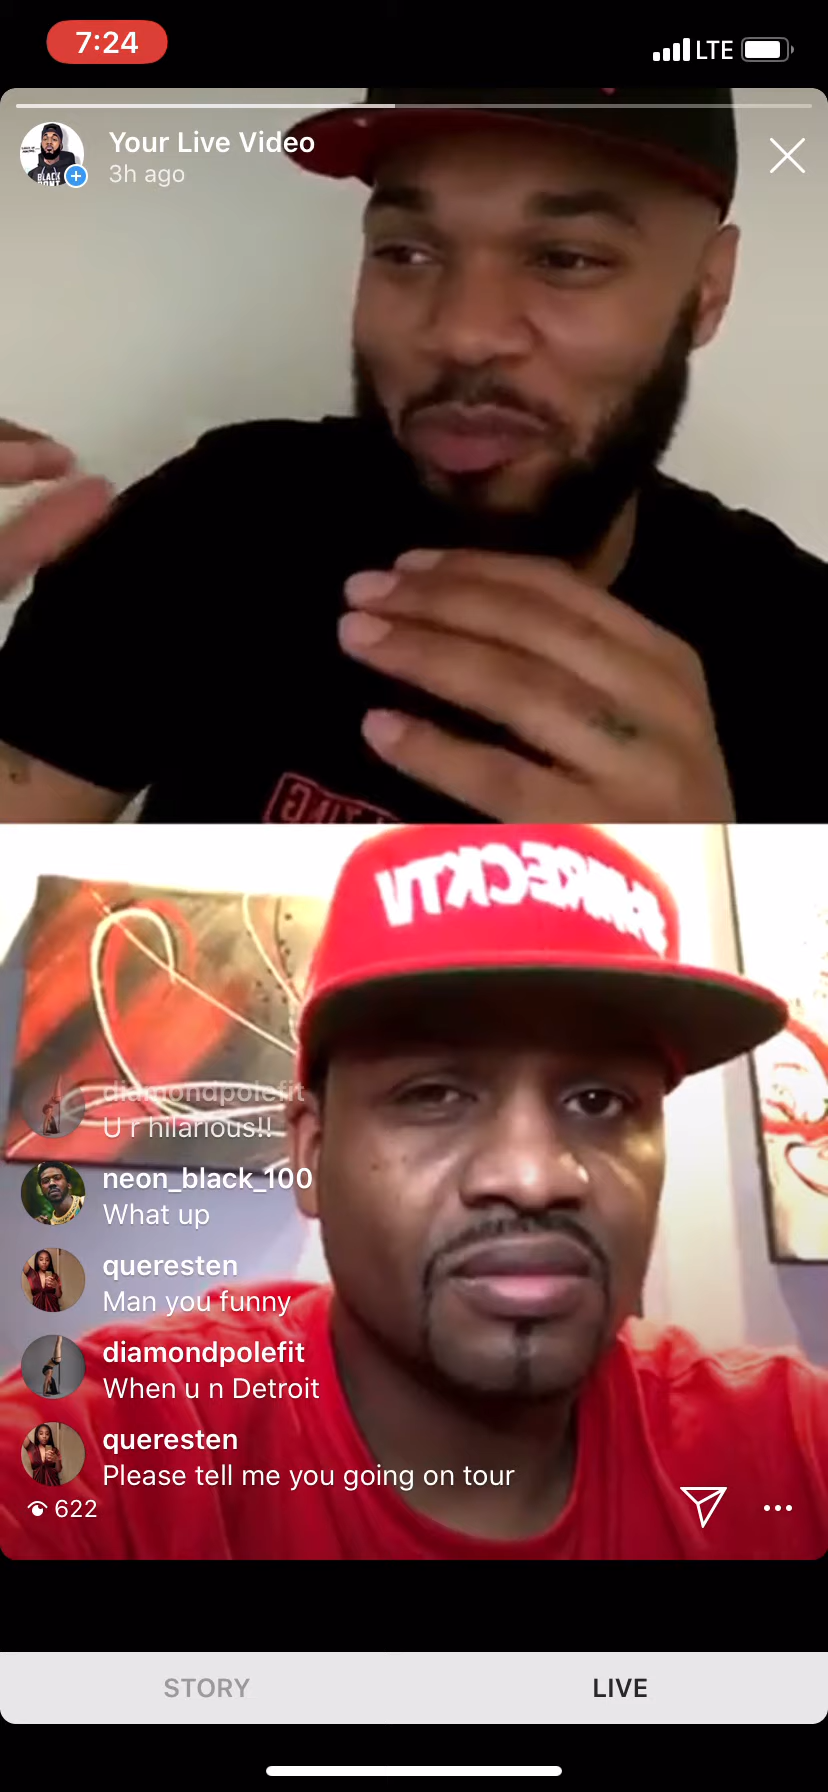 7:24
LTE
Your Live Video
3h ago
diamondpolefit
U r hilarious!!
neon_black_100
What up
queresten
Man you funny
diamondpolefit
When u n Detroit
queresten
Please tell me you going on tour
622
STORY
LIVE